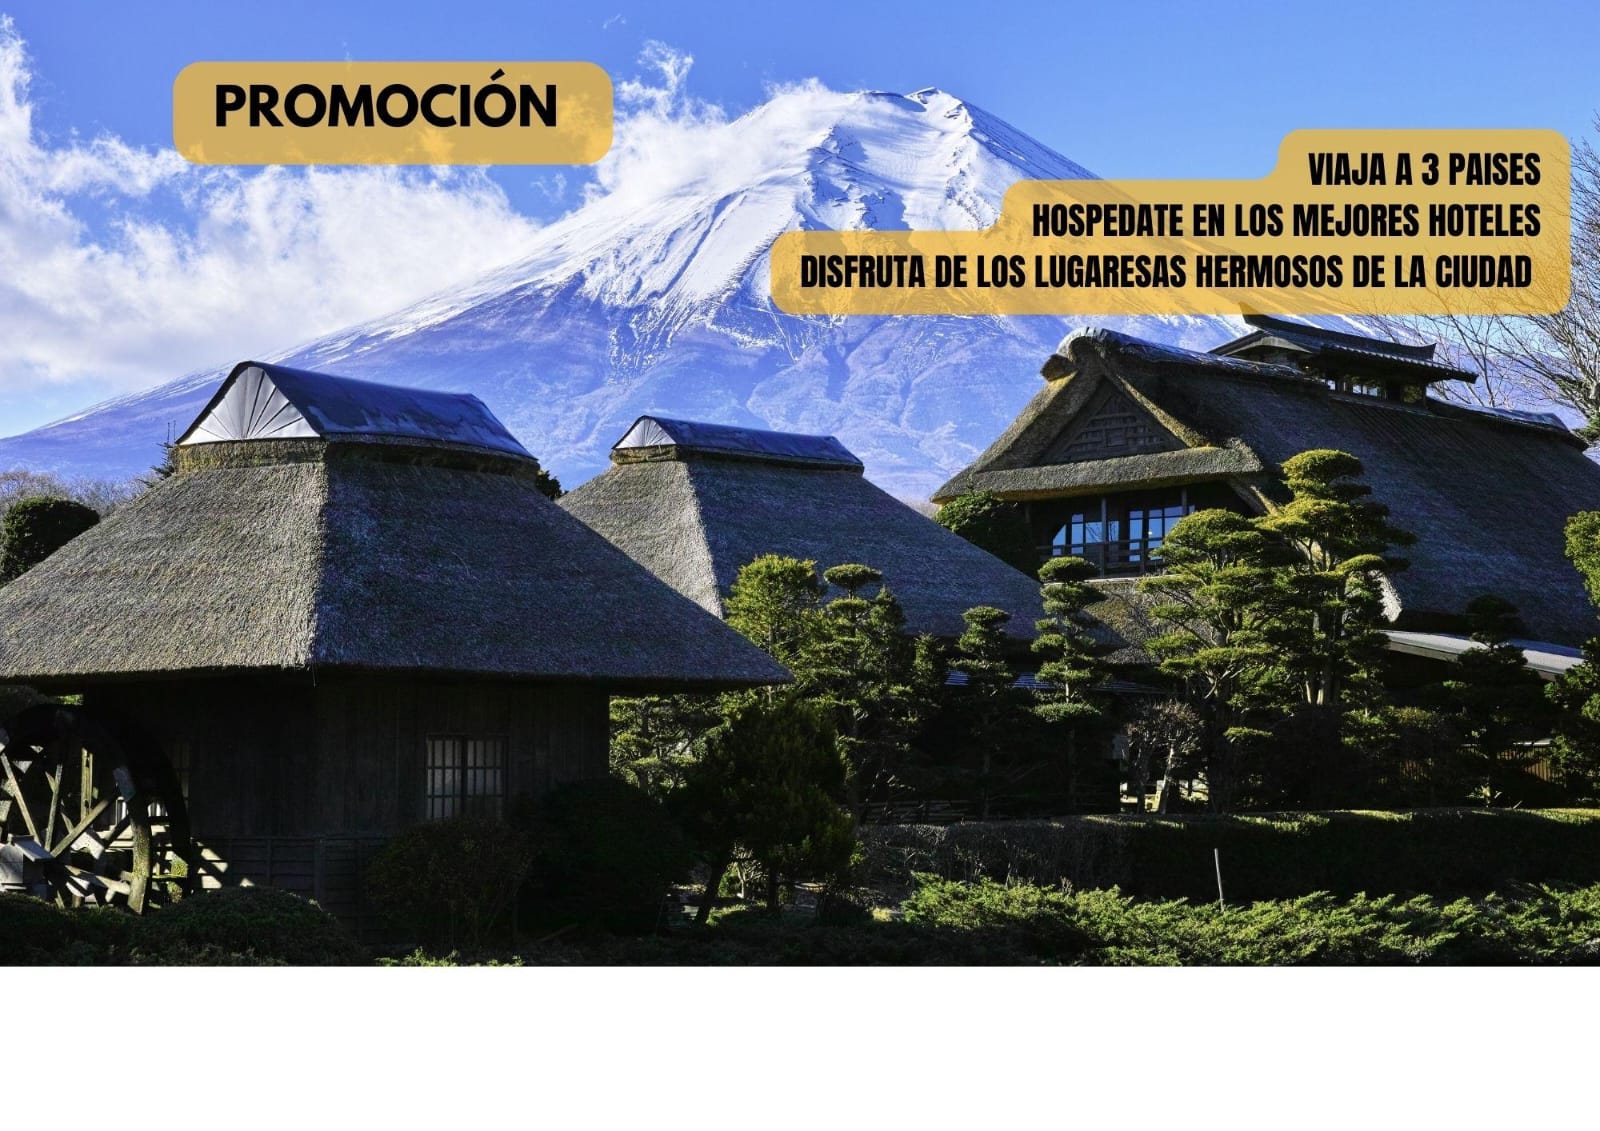 PROMOCIÓN
VIAJA A 3 PAISES
HOSPEDATE EN LOS MEJORES HOTELES
DISFRUTA DE LOS LUGARESAS HERMOSOS DE LA CIUDAD